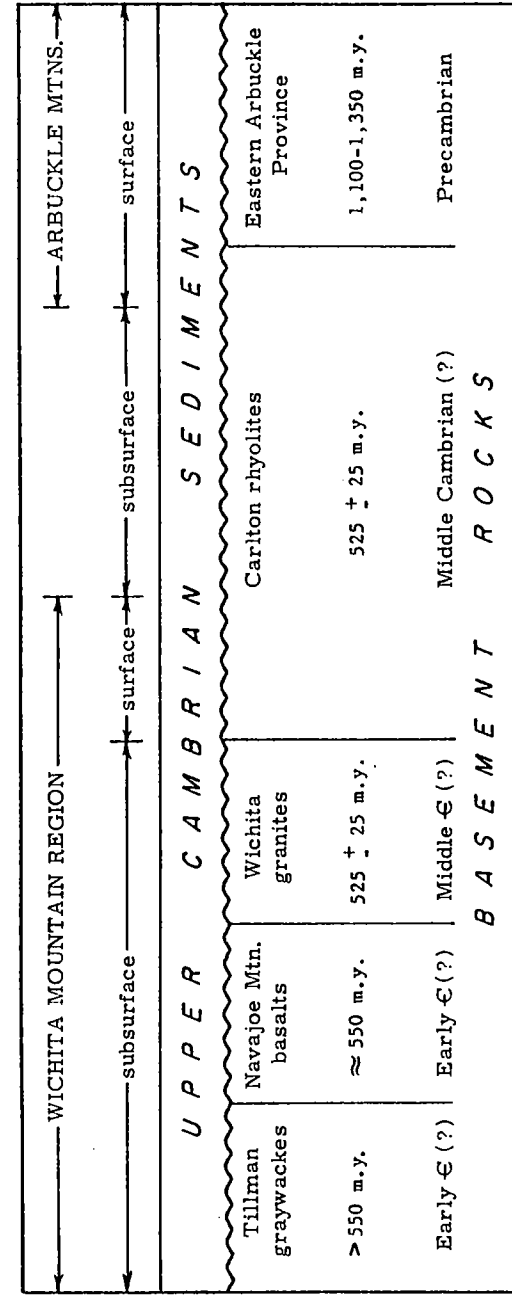 WICHITA MOUNTAIN REGION
ARBUCKLE MTNS.
subsurface
surface
subsurface
surface
UPPER CAMBRIAN SEDIMENTS
Tillman
graywackes
> 550 m.y.
Early Є (?)
Navajoe Mtn.
basalts
≈ 550 m.y.
Early Є (?)
Wichita
granites
525 ± 25 m.y.
Middle Є (?)
Carlton rhyolites
525 ± 25 m.y.
Middle Cambrian (?)
Eastern Arbuckle
Province
1,100-1,350 m.y.
Precambrian
BASEMENT ROCKS